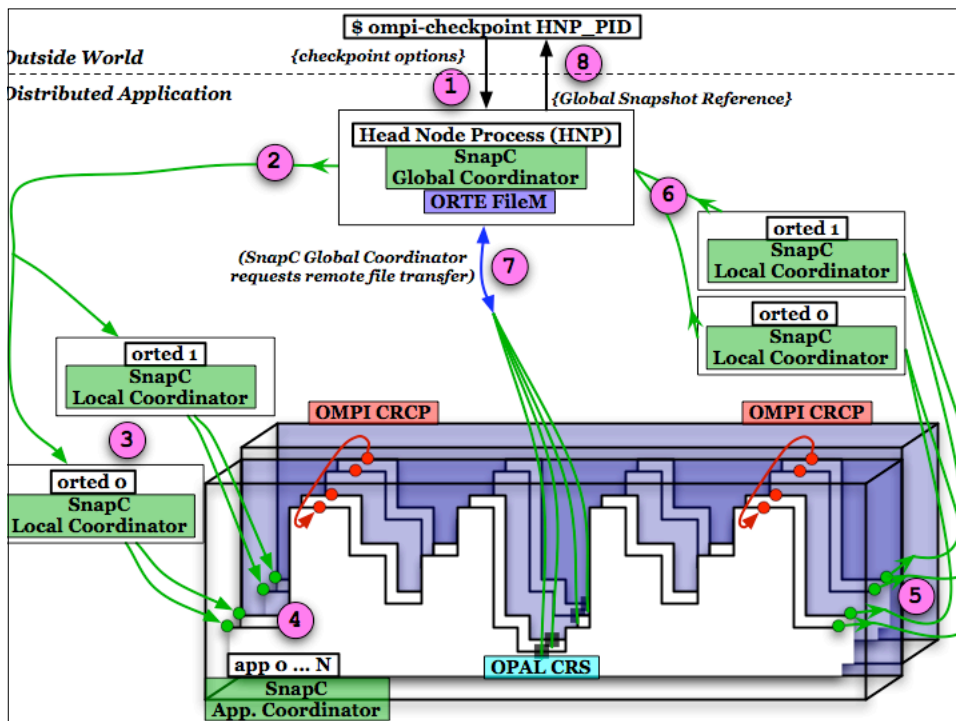 $ ompi-checkpoint HNP_PID
Outside World
{checkpoint options}
8
1
Distributed Application
{Global Snapshot Reference}
Head Node Process (HNP)
SnapC
Global Coordinator
ORTE FileM
2
6
(SnapC Global Coordinator
requests remote file transfer)
7
orted 1
SnapC
Local Coordinator
orted 0
SnapC
Local Coordinator
orted 1
SnapC
Local Coordinator
3
orted 0
SnapC
Local Coordinator
OMPI CRCP
OMPI CRCP
4
5
app 0 ... N
SnapC
App. Coordinator
OPAL CRS